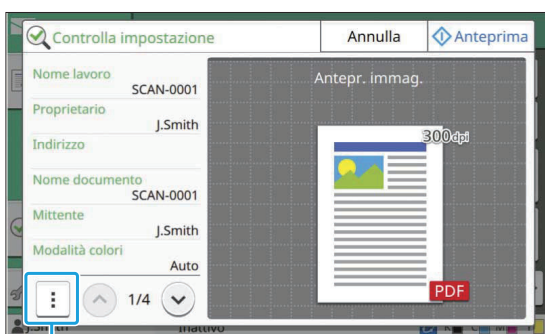 Controlla impostazione
Annulla
Anteprima
Nome lavoro
SCAN-0001
Proprietario
J.Smith
Indirizzo
Nome documento
SCAN-0001
Mittente
J.Smith
Modalità colori
Auto
1/4
Antepr. immag.
300dpi
PDF
J.Smith
Inattivo
K C M Y